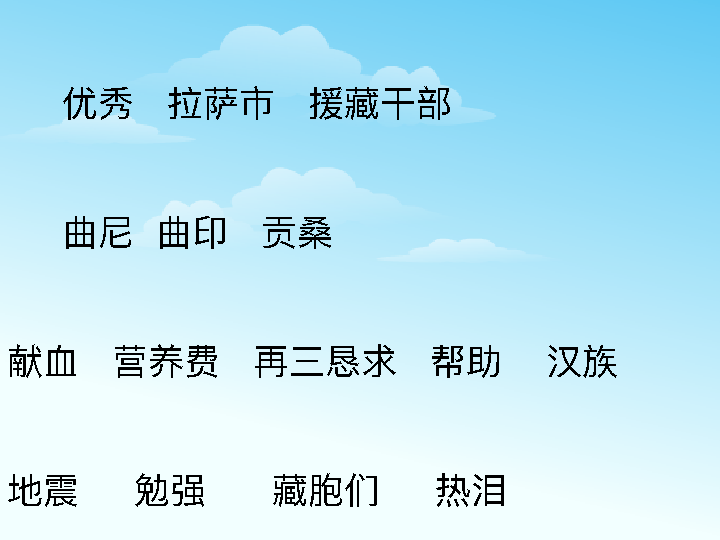 优秀 拉萨市 援藏干部
曲尼 曲印 贡桑
献血 营养费 再三恳求 帮助 汉族
地震 勉强 藏胞们 热泪